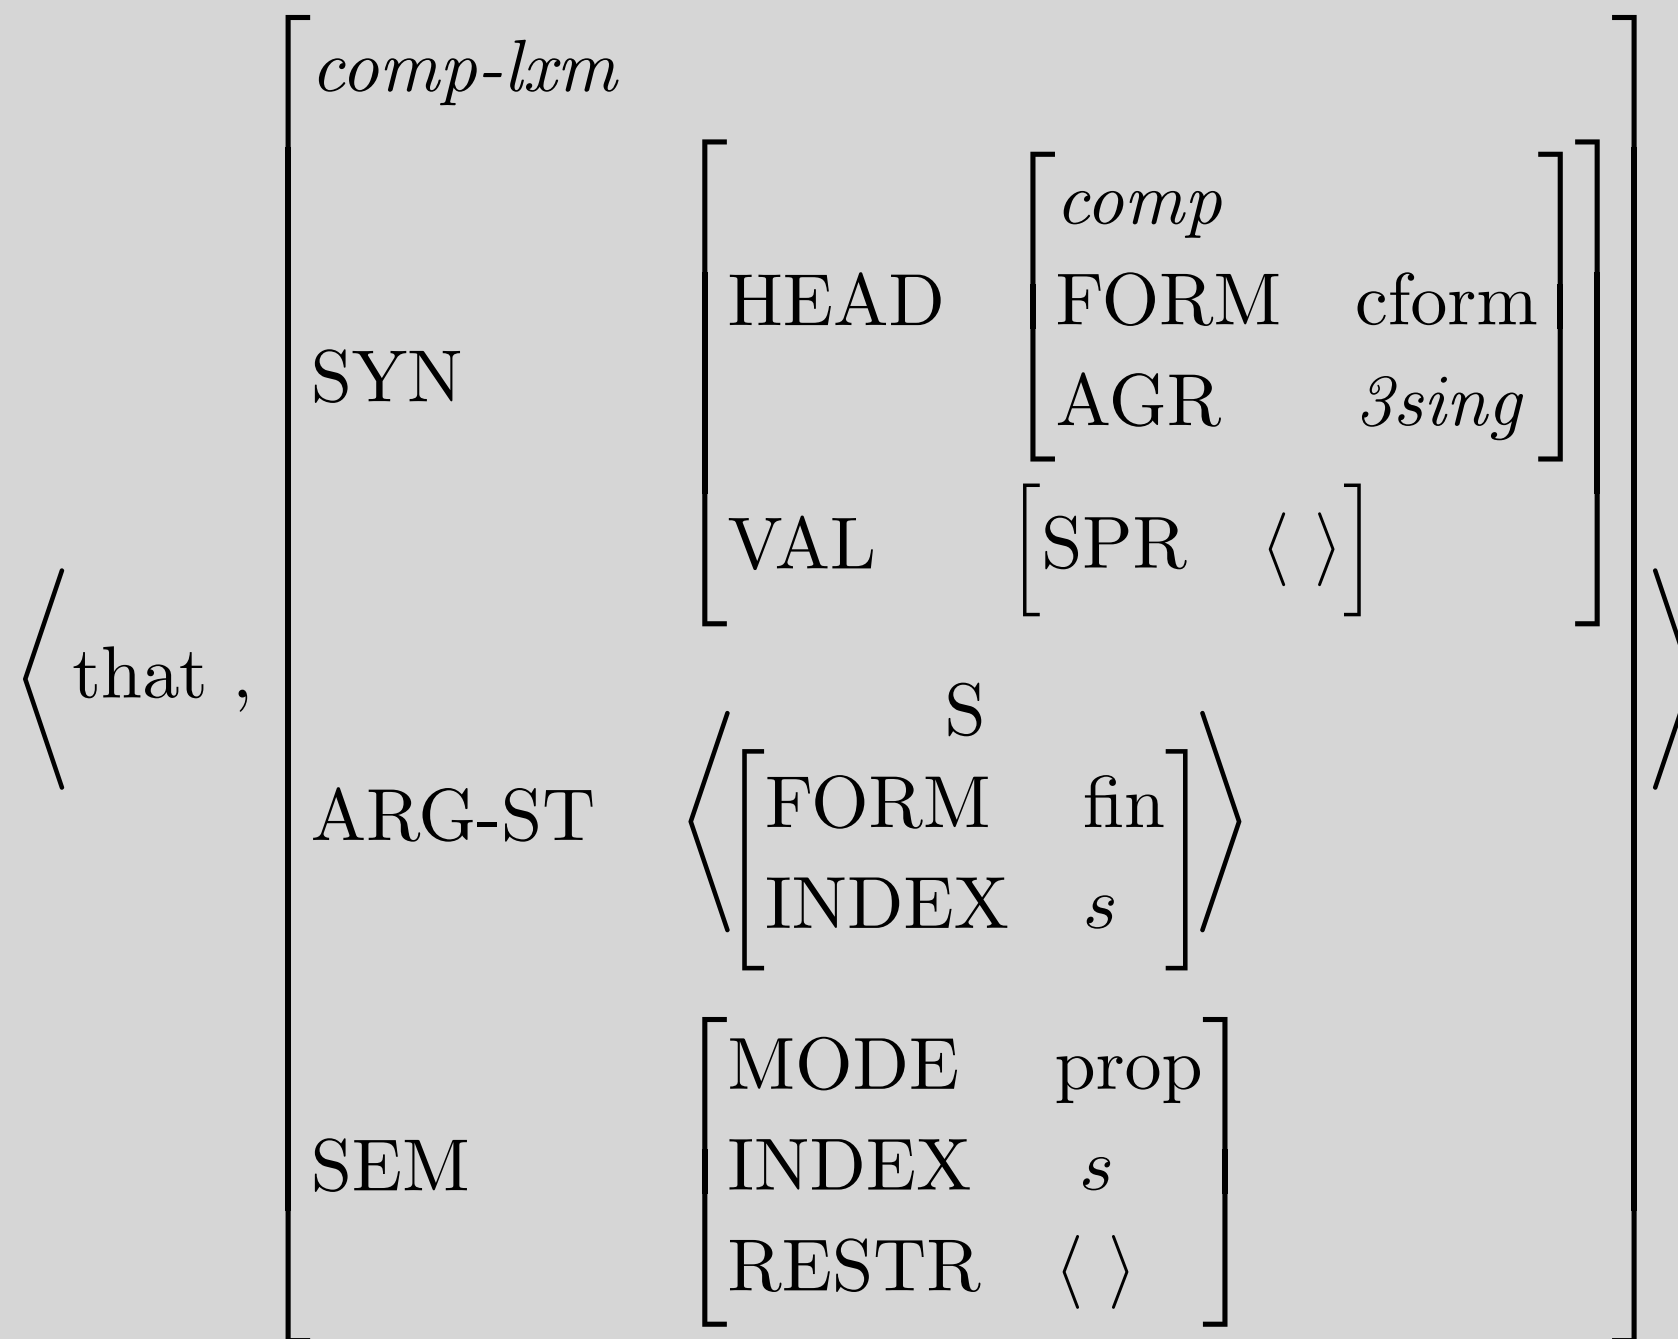 comp-lxm
comp
HEAD FORM cform
SYN AGR 3sing
VAL [SPR ⟨ ⟩]
⟨that ,
S
ARG-ST ⟨[FORM fin
INDEX s]⟩
MODE prop
SEM INDEX s
RESTR ⟨ ⟩